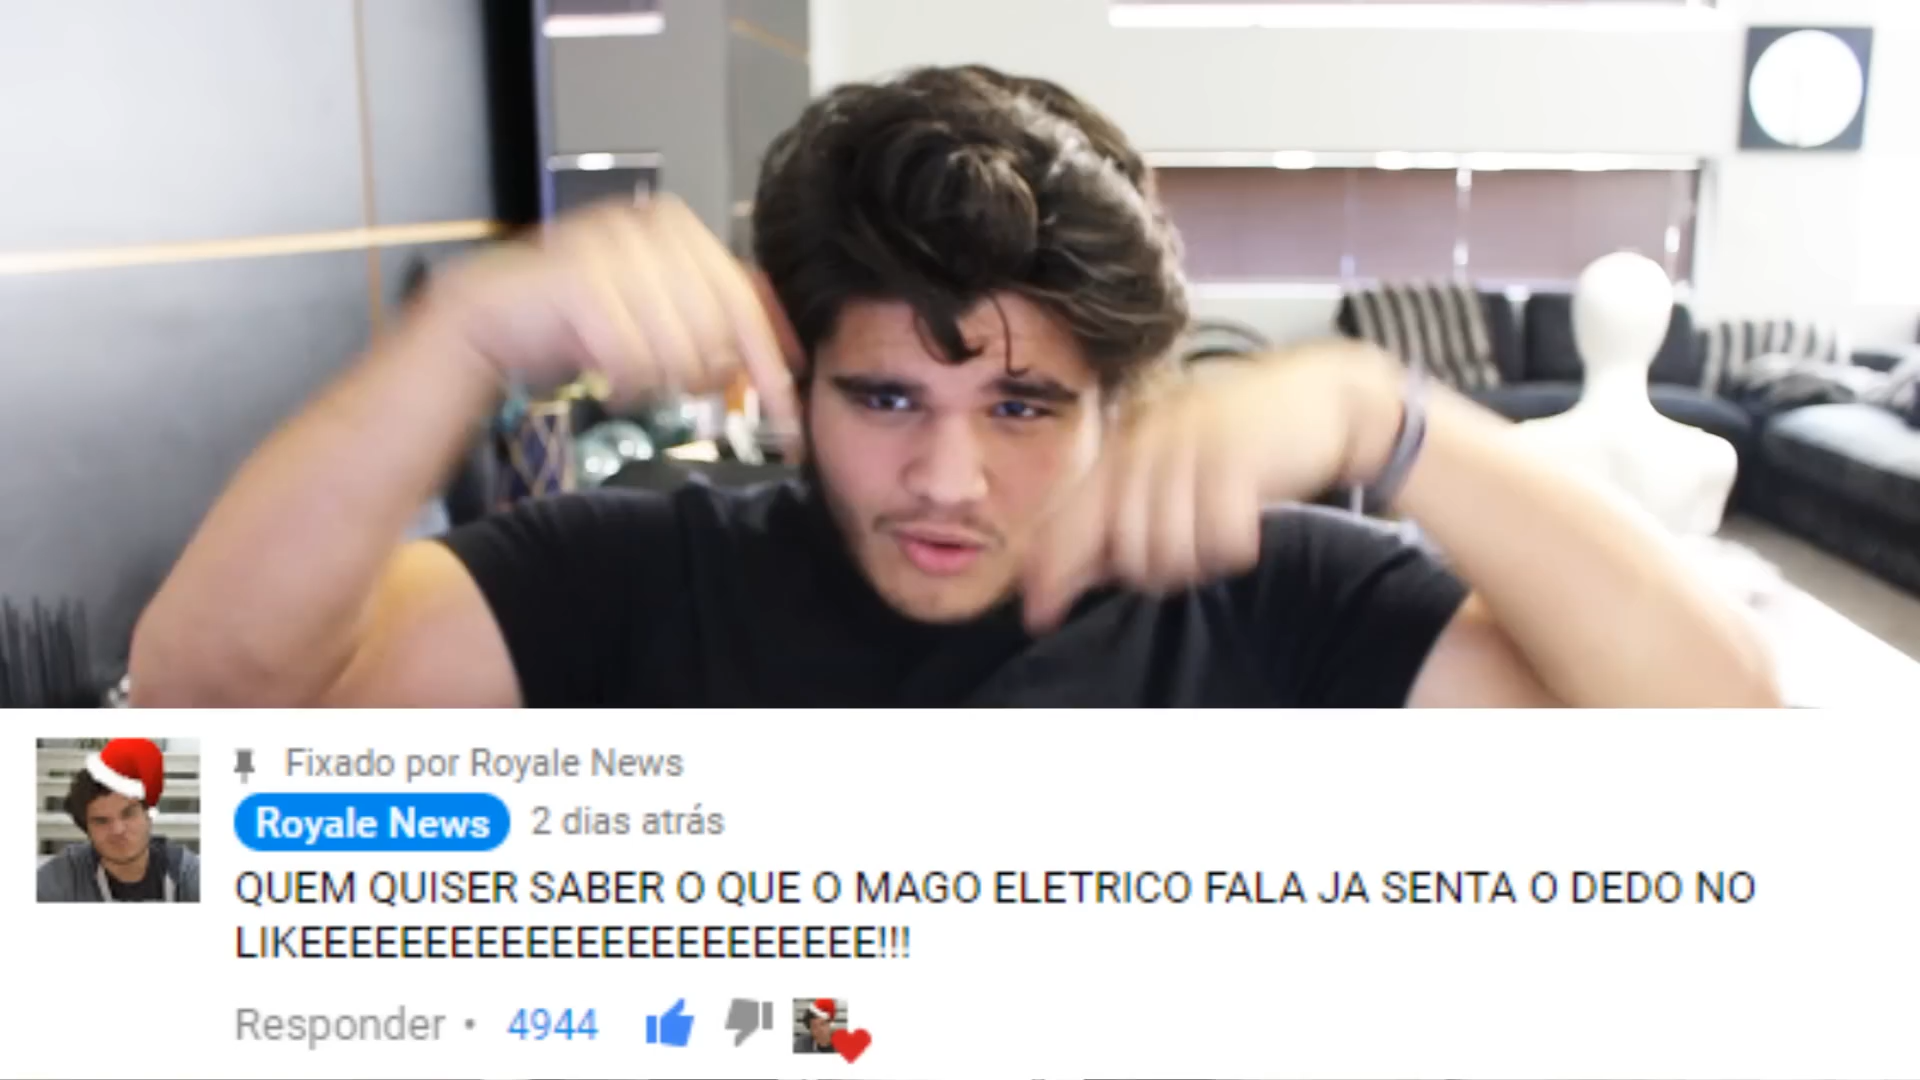 Fixado por Royale News
Royale News 2 dias atrás
QUEM QUISER SABER O QUE O MAGO ELETRICO FALA JA SENTA O DEDO NO
LIKEEEEEEEEEEEEEEEEEEEEEEEE!!!
Responder • 4944